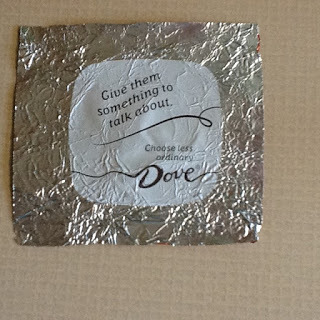 Give them
something to
talk about.
Choose less
ordinary
Dove